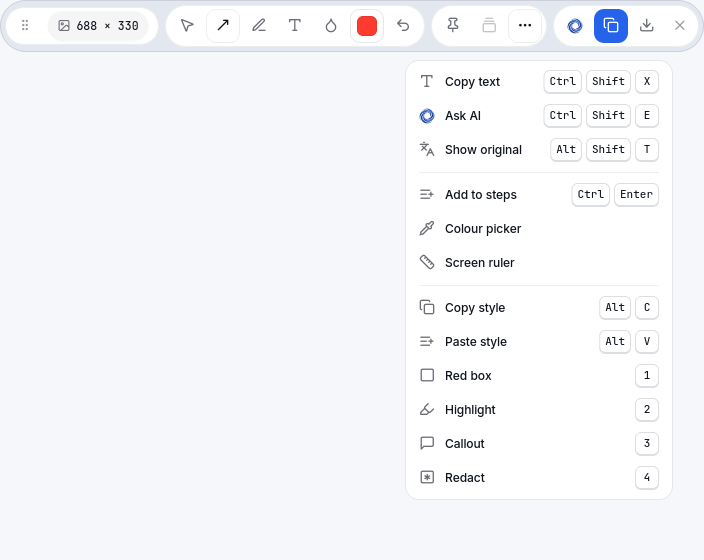 688 × 330
Copy text Ctrl Shift X
Ask AI Ctrl Shift E
Show original Alt Shift T
Add to steps Ctrl Enter
Colour picker
Screen ruler
Copy style Alt C
Paste style Alt V
Red box 1
Highlight 2
Callout 3
Redact 4